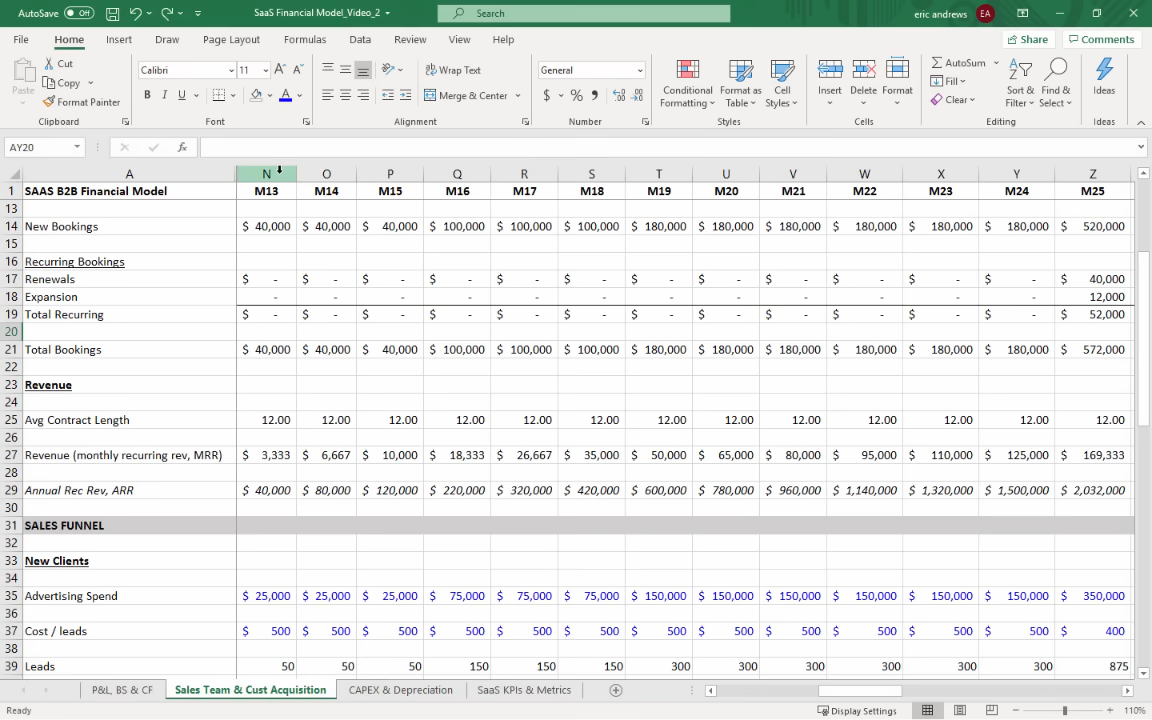 AutoSave Off SaaS Financial Model_Video_2 Search eric andrews EA
File Home Insert Draw Page Layout Formulas Data Review View Help Share Comments
Paste Cut Copy Format Painter Clipboard
Calibri 11 A A B I U A Font
Wrap Text Merge & Center Alignment
General $ % , Number
Conditional Formatting Format as Table Cell Styles Styles
Insert Delete Format Cells
AutoSum Fill Clear Sort & Filter Find & Select Editing
Ideas Ideas
AY20 fx
A N O P Q R S T U V W X Y Z
1 SAAS B2B Financial Model M13 M14 M15 M16 M17 M18 M19 M20 M21 M22 M23 M24 M25
13
14 New Bookings $ 40,000 $ 40,000 $ 40,000 $ 100,000 $ 100,000 $ 100,000 $ 180,000 $ 180,000 $ 180,000 $ 180,000 $ 180,000 $ 180,000 $ 520,000
15
16 Recurring Bookings
17 Renewals $ - $ - $ - $ - $ - $ - $ - $ - $ - $ - $ - $ - $ 40,000
18 Expansion - - - - - - - - - - - - 12,000
19 Total Recurring $ - $ - $ - $ - $ - $ - $ - $ - $ - $ - $ - $ - $ 52,000
20
21 Total Bookings $ 40,000 $ 40,000 $ 40,000 $ 100,000 $ 100,000 $ 100,000 $ 180,000 $ 180,000 $ 180,000 $ 180,000 $ 180,000 $ 180,000 $ 572,000
22
23 Revenue
24
25 Avg Contract Length 12.00 12.00 12.00 12.00 12.00 12.00 12.00 12.00 12.00 12.00 12.00 12.00 12.00
26
27 Revenue (monthly recurring rev, MRR) $ 3,333 $ 6,667 $ 10,000 $ 18,333 $ 26,667 $ 35,000 $ 50,000 $ 65,000 $ 80,000 $ 95,000 $ 110,000 $ 125,000 $ 169,333
28
29 Annual Rec Rev, ARR $ 40,000 $ 80,000 $ 120,000 $ 220,000 $ 320,000 $ 420,000 $ 600,000 $ 780,000 $ 960,000 $ 1,140,000 $ 1,320,000 $ 1,500,000 $ 2,032,000
30
31 SALES FUNNEL
32
33 New Clients
34
35 Advertising Spend $ 25,000 $ 25,000 $ 25,000 $ 75,000 $ 75,000 $ 75,000 $ 150,000 $ 150,000 $ 150,000 $ 150,000 $ 150,000 $ 150,000 $ 350,000
36
37 Cost / leads $ 500 $ 500 $ 500 $ 500 $ 500 $ 500 $ 500 $ 500 $ 500 $ 500 $ 500 $ 500 $ 400
38
39 Leads 50 50 50 150 150 150 300 300 300 300 300 300 875
P&L, BS & CF Sales Team & Cust Acquisition CAPEX & Depreciation SaaS KPIs & Metrics
Ready Display Settings 110%